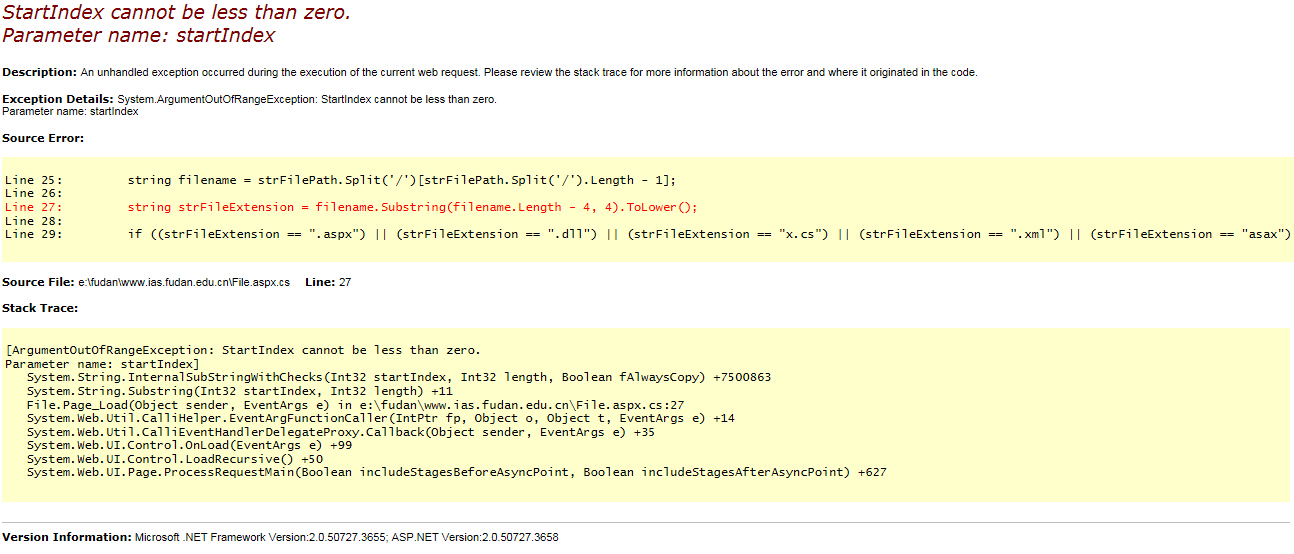 StartIndex cannot be less than zero.
Parameter name: startIndex
Description: An unhandled exception occurred during the execution of the current web request. Please review the stack trace for more information about the error and where it originated in the code.
Exception Details: System.ArgumentOutOfRangeException: StartIndex cannot be less than zero.
Parameter name: startIndex
Source Error:
Line 25:         string filename = strFilePath.Split('/')[strFilePath.Split('/').Length - 1];
Line 26:
Line 27:         string strFileExtension = filename.Substring(filename.Length - 4, 4).ToLower();
Line 28:
Line 29:         if ((strFileExtension == ".aspx") || (strFileExtension == ".dll") || (strFileExtension == "x.cs") || (strFileExtension == ".xml") || (strFileExtension == "asax")
Source File: e:\fudan\www.ias.fudan.edu.cn\File.aspx.cs    Line: 27
Stack Trace:
[ArgumentOutOfRangeException: StartIndex cannot be less than zero.
Parameter name: startIndex]
   System.String.InternalSubStringWithChecks(Int32 startIndex, Int32 length, Boolean fAlwaysCopy) +7500863
   System.String.Substring(Int32 startIndex, Int32 length) +11
   File.Page_Load(Object sender, EventArgs e) in e:\fudan\www.ias.fudan.edu.cn\File.aspx.cs:27
   System.Web.Util.CalliHelper.EventArgFunctionCaller(IntPtr fp, Object o, Object t, EventArgs e) +14
   System.Web.Util.CalliEventHandlerDelegateProxy.Callback(Object sender, EventArgs e) +35
   System.Web.UI.Control.OnLoad(EventArgs e) +99
   System.Web.UI.Control.LoadRecursive() +50
   System.Web.UI.Page.ProcessRequestMain(Boolean includeStagesBeforeAsyncPoint, Boolean includeStagesAfterAsyncPoint) +627
Version Information: Microsoft .NET Framework Version:2.0.50727.3655; ASP.NET Version:2.0.50727.3658